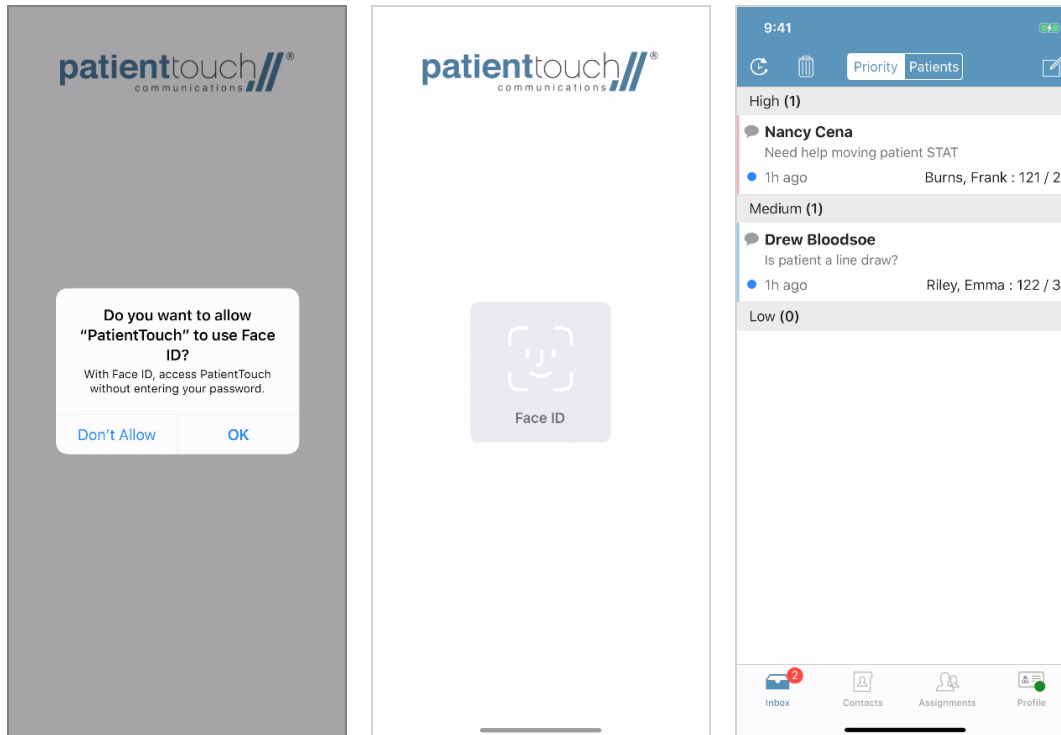 patienttouch®
communications
Do you want to allow
“PatientTouch” to use Face
ID?
With Face ID, access PatientTouch
without entering your password.
Don’t Allow
OK
patienttouch®
communications
Face ID
9:41
Priority
Patients
High (1)
Nancy Cena
Need help moving patient STAT
1h ago
Burns, Frank : 121 / 2
Medium (1)
Drew Bloodsoe
Is patient a line draw?
1h ago
Riley, Emma : 122 / 3
Low (0)
2
Inbox
Contacts
Assignments
Profile